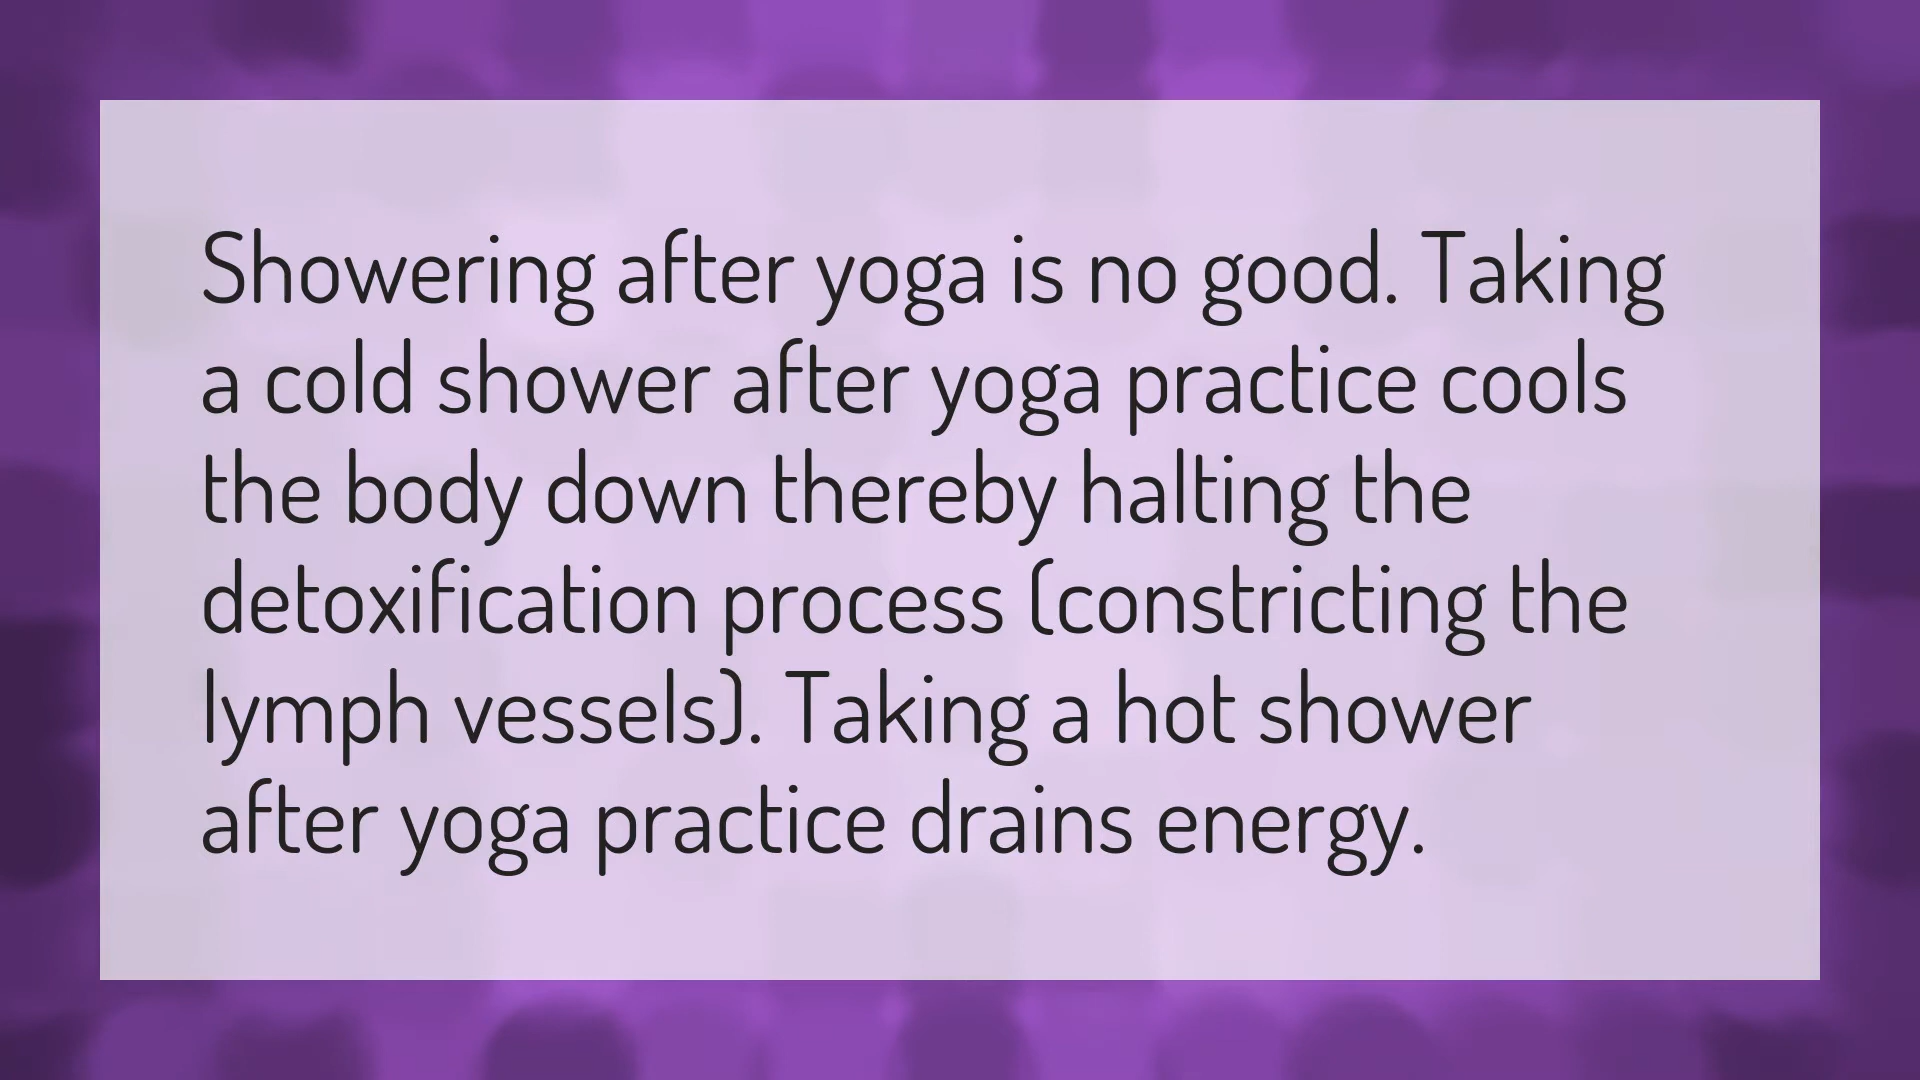 Showering after yoga is no good. Taking
a cold shower after yoga practice cools
the body down thereby halting the
detoxification process (constricting the
lymph vessels). Taking a hot shower
after yoga practice drains energy.